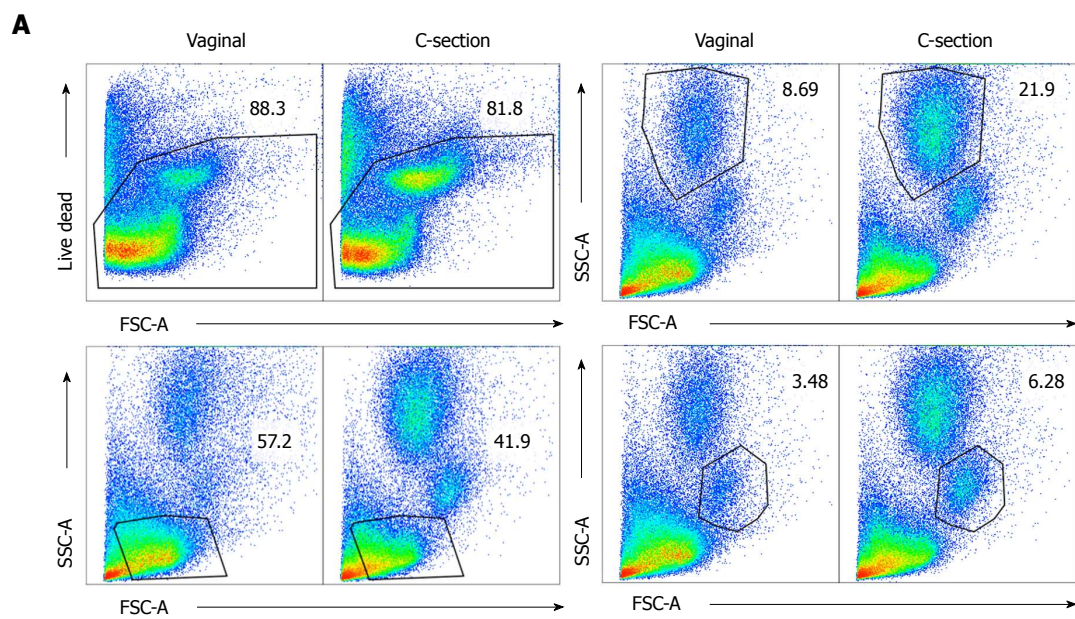 A
Vaginal C-section
88.3 81.8
Live dead
FSC-A
Vaginal C-section
8.69 21.9
SSC-A
FSC-A
57.2 41.9
SSC-A
FSC-A
3.48 6.28
SSC-A
FSC-A